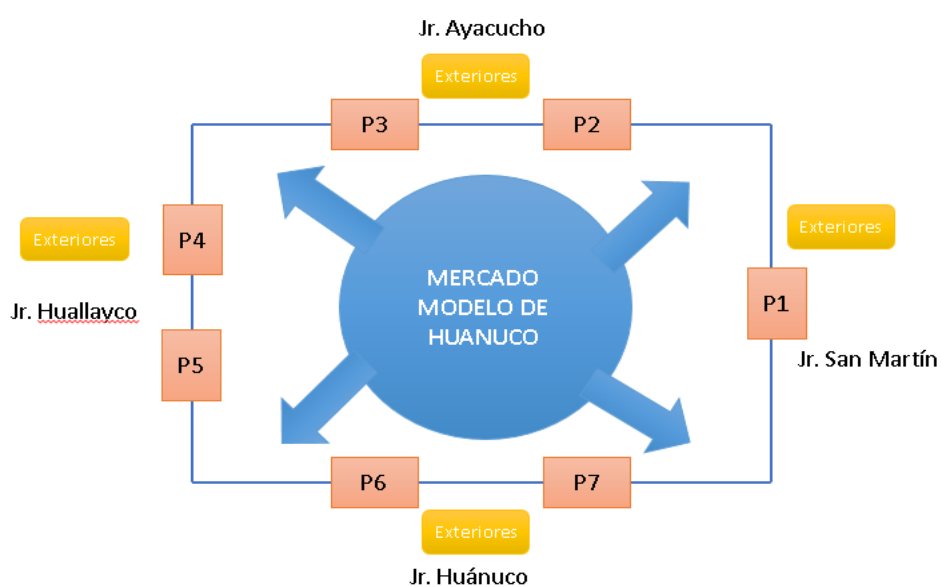 Jr. Ayacucho
Exteriores
P3
P2
P4
Exteriores
Exteriores
MERCADO
MODELO DE
HUANUCO
P1
Jr. Huallayco
P5
Jr. San Martín
P6
P7
Exteriores
Jr. Huánuco